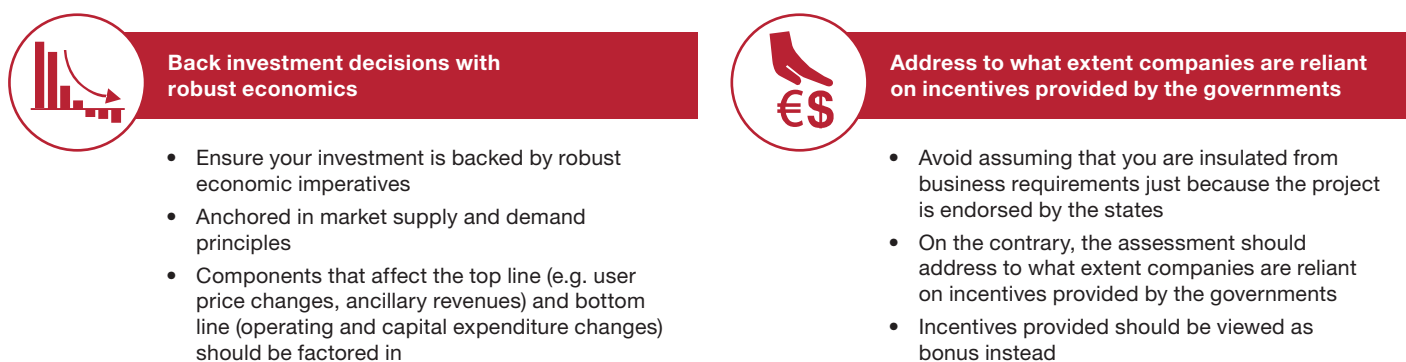 Back investment decisions with
robust economics
• Ensure your investment is backed by robust
economic imperatives
• Anchored in market supply and demand
principles
• Components that affect the top line (e.g. user
price changes, ancillary revenues) and bottom
line (operating and capital expenditure changes)
should be factored in
€$
Address to what extent companies are reliant
on incentives provided by the governments
• Avoid assuming that you are insulated from
business requirements just because the project
is endorsed by the states
• On the contrary, the assessment should
address to what extent companies are reliant
on incentives provided by the governments
• Incentives provided should be viewed as
bonus instead